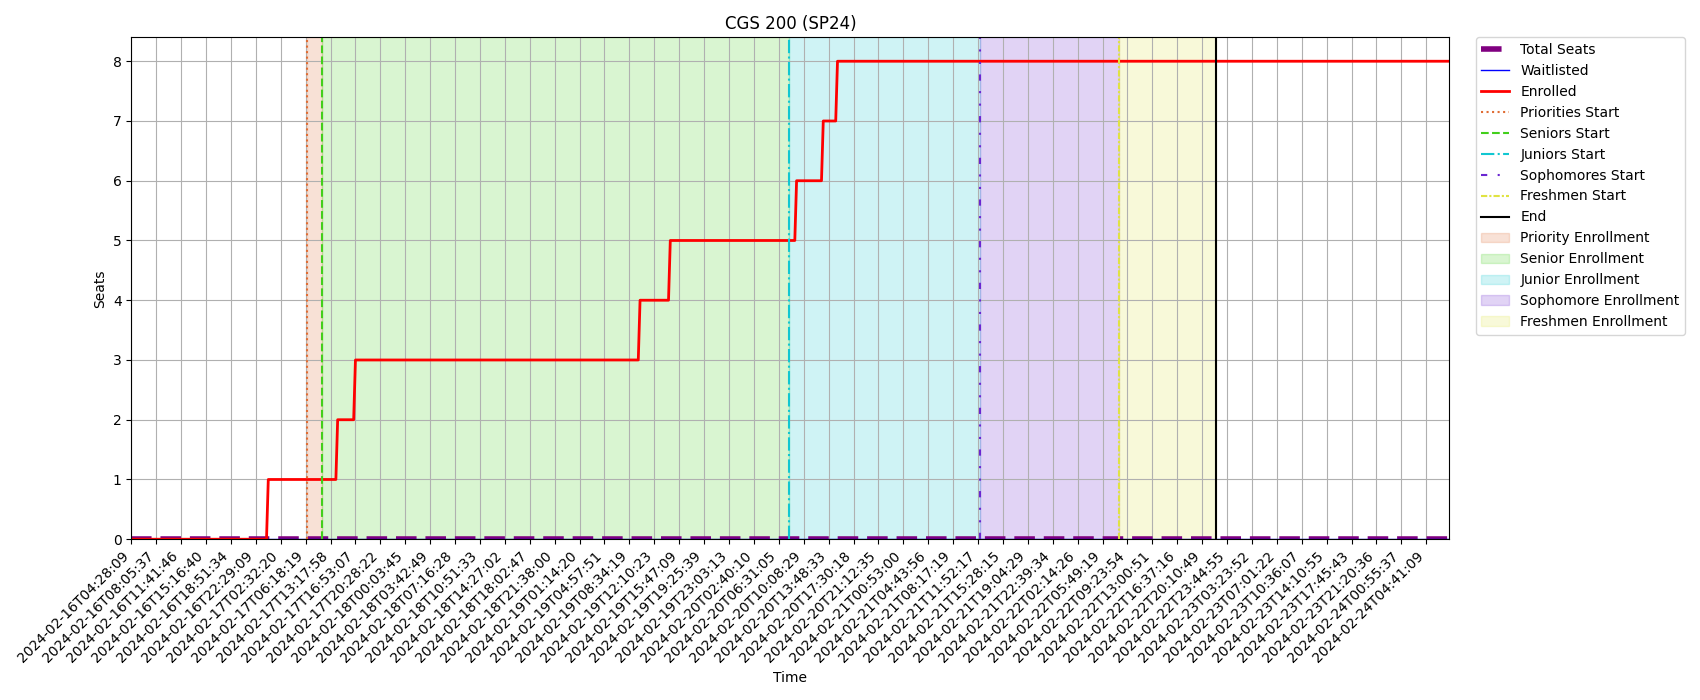 CGS 200 (SP24)
Seats
8
7
6
5
4
3
2
1
0
2024-02-16T04:28:09
2024-02-16T08:05:37
2024-02-16T11:41:46
2024-02-16T15:16:40
2024-02-16T18:51:34
2024-02-16T22:29:09
2024-02-17T02:32:20
2024-02-17T06:18:19
2024-02-17T13:17:58
2024-02-17T16:53:07
2024-02-17T20:28:22
2024-02-18T00:03:45
2024-02-18T03:42:49
2024-02-18T07:16:28
2024-02-18T10:51:33
2024-02-18T14:27:02
2024-02-18T18:02:47
2024-02-18T21:38:00
2024-02-19T01:14:20
2024-02-19T04:57:51
2024-02-19T08:34:19
2024-02-19T12:10:23
2024-02-19T15:47:09
2024-02-19T19:25:39
2024-02-19T23:03:13
2024-02-20T02:40:10
2024-02-20T06:31:05
2024-02-20T10:08:29
2024-02-20T13:48:33
2024-02-20T17:30:18
2024-02-20T21:12:35
2024-02-21T00:53:00
2024-02-21T04:43:56
2024-02-21T08:17:19
2024-02-21T11:52:17
2024-02-21T15:28:15
2024-02-21T19:04:29
2024-02-21T22:39:34
2024-02-22T02:14:26
2024-02-22T05:49:19
2024-02-22T09:23:54
2024-02-22T13:00:51
2024-02-22T16:37:16
2024-02-22T20:10:49
2024-02-22T23:44:55
2024-02-23T03:23:52
2024-02-23T07:01:22
2024-02-23T10:36:07
2024-02-23T14:10:55
2024-02-23T17:45:43
2024-02-23T21:20:36
2024-02-24T00:55:37
2024-02-24T04:41:09
Time
Total Seats
Waitlisted
Enrolled
Priorities Start
Seniors Start
Juniors Start
Sophomores Start
Freshmen Start
End
Priority Enrollment
Senior Enrollment
Junior Enrollment
Sophomore Enrollment
Freshmen Enrollment